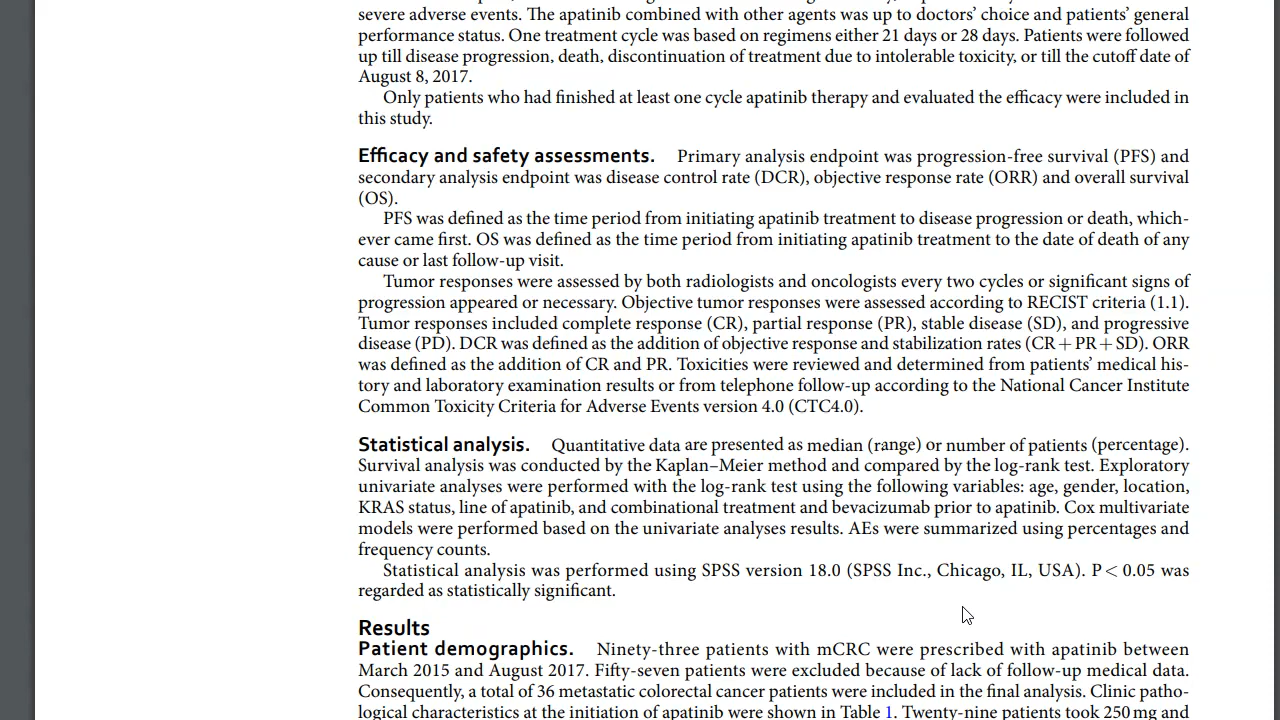 severe adverse events. The apatinib combined with other agents was up to doctors' choice and patients' general
performance status. One treatment cycle was based on regimens either 21 days or 28 days. Patients were followed
up till disease progression, death, discontinuation of treatment due to intolerable toxicity, or till the cutoff date of
August 8, 2017.
Only patients who had finished at least one cycle apatinib therapy and evaluated the efficacy were included in
this study.
Efficacy and safety assessments. Primary analysis endpoint was progression-free survival (PFS) and
secondary analysis endpoint was disease control rate (DCR), objective response rate (ORR) and overall survival
(OS).
PFS was defined as the time period from initiating apatinib treatment to disease progression or death, which-
ever came first. OS was defined as the time period from initiating apatinib treatment to the date of death of any
cause or last follow-up visit.
Tumor responses were assessed by both radiologists and oncologists every two cycles or significant signs of
progression appeared or necessary. Objective tumor responses were assessed according to RECIST criteria (1.1).
Tumor responses included complete response (CR), partial response (PR), stable disease (SD), and progressive
disease (PD). DCR was defined as the addition of objective response and stabilization rates (CR + PR + SD). ORR
was defined as the addition of CR and PR. Toxicities were reviewed and determined from patients' medical his-
tory and laboratory examination results or from telephone follow-up according to the National Cancer Institute
Common Toxicity Criteria for Adverse Events version 4.0 (CTC4.0).
Statistical analysis. Quantitative data are presented as median (range) or number of patients (percentage).
Survival analysis was conducted by the Kaplan–Meier method and compared by the log-rank test. Exploratory
univariate analyses were performed with the log-rank test using the following variables: age, gender, location,
KRAS status, line of apatinib, and combinational treatment and bevacizumab prior to apatinib. Cox multivariate
models were performed based on the univariate analyses results. AEs were summarized using percentages and
frequency counts.
Statistical analysis was performed using SPSS version 18.0 (SPSS Inc., Chicago, IL, USA). P < 0.05 was
regarded as statistically significant.
Results
Patient demographics. Ninety-three patients with mCRC were prescribed with apatinib between
March 2015 and August 2017. Fifty-seven patients were excluded because of lack of follow-up medical data.
Consequently, a total of 36 metastatic colorectal cancer patients were included in the final analysis. Clinic patho-
logical characteristics at the initiation of apatinib were shown in Table 1. Twenty-nine patients took 250 mg and